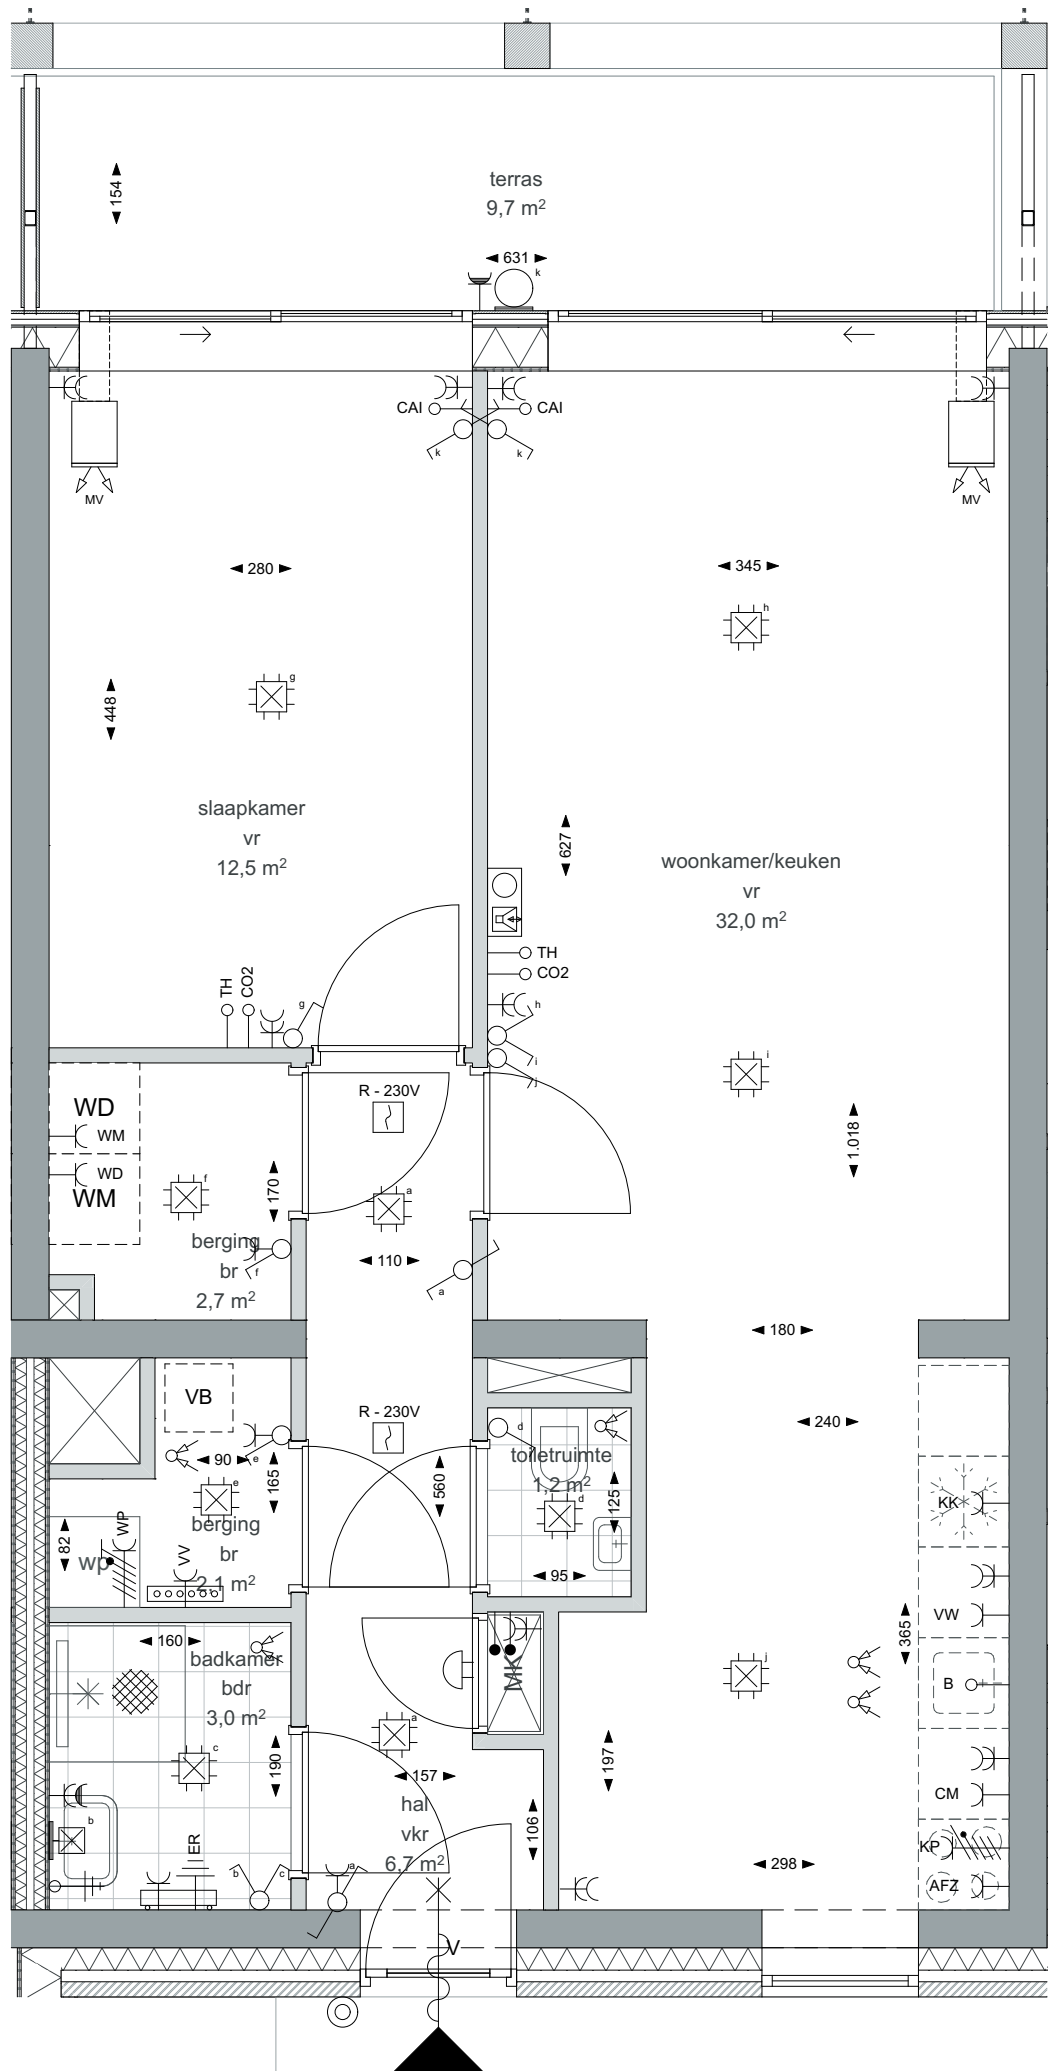 154
terras
9,7 m²
631
k
CAI
CAI
k
k
MV
MV
280
345
h
g
448
slaapkamer
vr
12,5 m²
627
woonkamer/keuken
vr
32,0 m²
TH
CO2
g
TH
CO2
h
i
j
i
WD
WM
WD
WM
R - 230V
f
170
a
1.018
berging
br
2,7 m²
f
110
a
180
VB
R - 230V
d
240
90
e
165
560
toiletruimte
1,2 m²
125
d
KK
e
82
wp
WP
VV
berging
br
2,1 m²
95
VW
365
160
badkamer
bdr
3,0 m²
MK
j
B
c
190
a
157
197
hal
vkr
6,7 m²
106
CM
b
ER
b
c
a
298
KP
AFZ
V